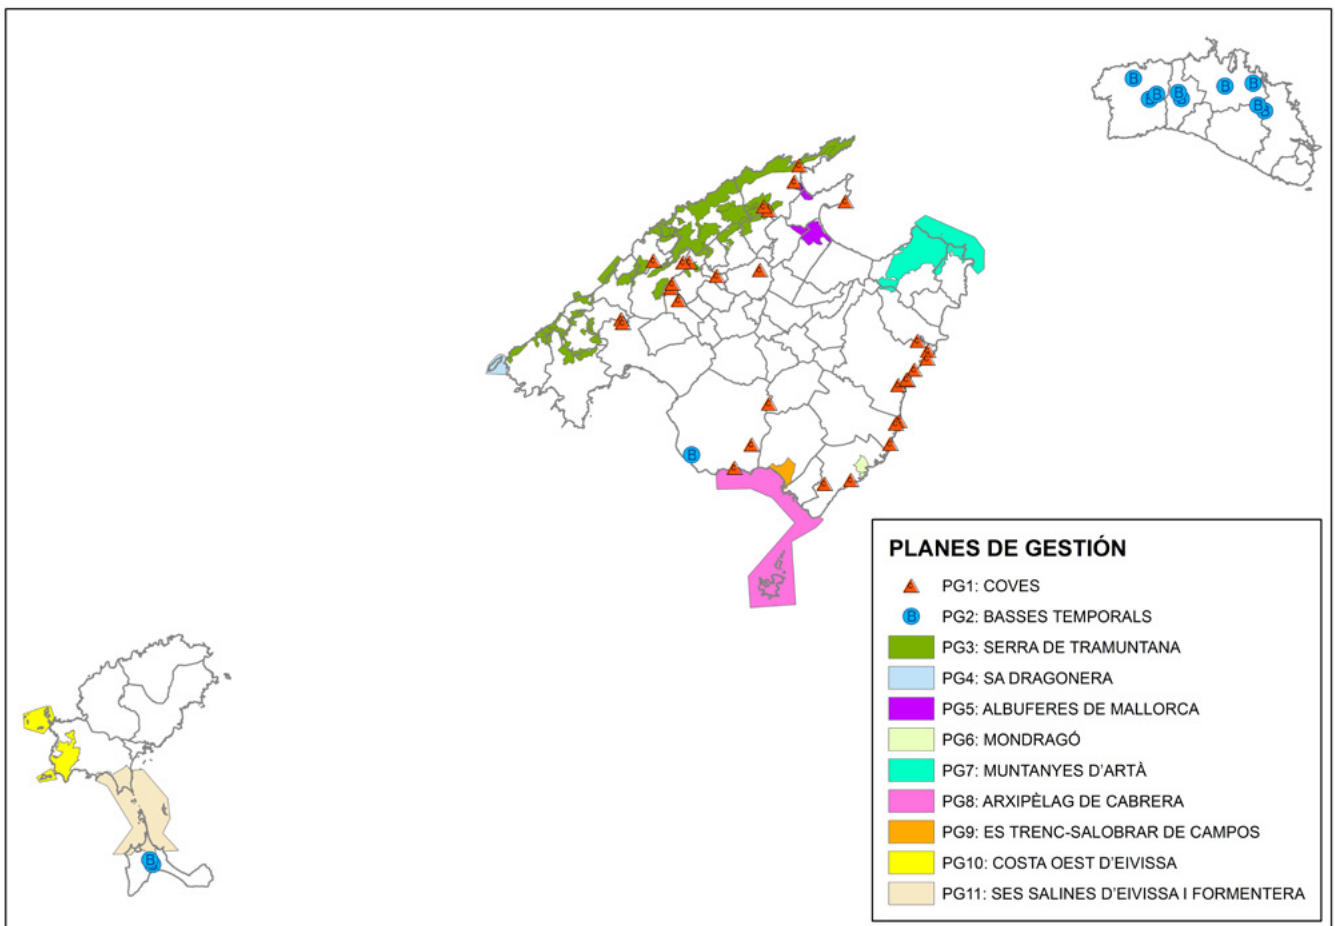 PLANES DE GESTIÓN
PG1: COVES
PG2: BASSES TEMPORALS
PG3: SERRA DE TRAMUNTANA
PG4: SA DRAGONERA
PG5: ALBUFERES DE MALLORCA
PG6: MONDRAGÓ
PG7: MUNTANYES D'ARTÀ
PG8: ARXIPÈLAG DE CABRERA
PG9: ES TRENC-SALOBRAR DE CAMPOS
PG10: COSTA OEST D'EIVISSA
PG11: SES SALINES D'EIVISSA I FORMENTERA